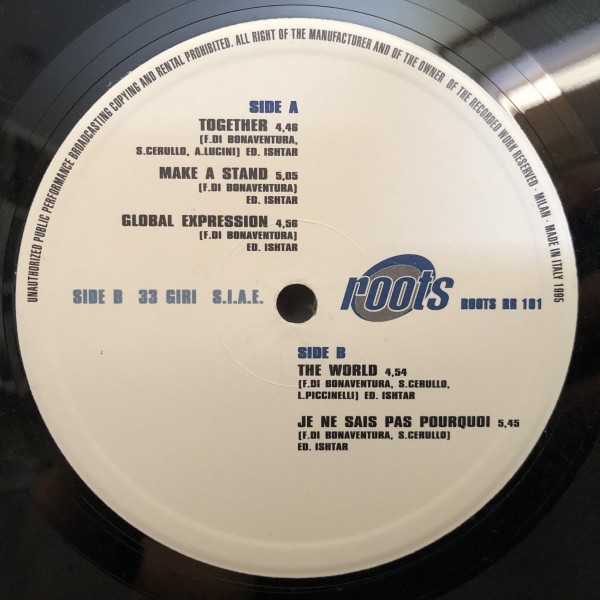 UNAUTHORIZED PUBLIC PERFORMANCE BROADCASTING COPYING AND RENTAL PROHIBITED. ALL RIGHT OF THE MANUFACTURER AND OF THE OWNER OF THE RECORDED WORK RESERVED - MILAN - MADE IN ITALY 1995
SIDE A
TOGETHER 4,46
(F.DI BONAVENTURA,
S.CERULLO, A.LUCINI) ED. ISHTAR
MAKE A STAND 5,05
(F.DI BONAVENTURA)
ED. ISHTAR
GLOBAL EXPRESSION 4,56
(F.DI BONAVENTURA)
ED. ISHTAR
SIDE B 33 GIRI S.I.A.E.
roots
ROOTS RR 101
SIDE B
THE WORLD 4,54
(F.DI BONAVENTURA, S.CERULLO,
L.PICCINELLI) ED. ISHTAR
JE NE SAIS PAS POURQUOI 5,45
(F.DI BONAVENTURA, S.CERULLO)
ED. ISHTAR